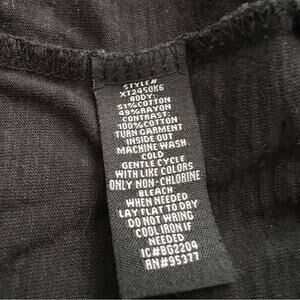 STYLE#
XT2450K6
BODY:
51%COTTON
49%RAYON
CONTRAST:
100%COTTON
TURN GARMENT
INSIDE OUT
MACHINE WASH
COLD
GENTLE CYCLE
WITH LIKE COLORS
ONLY NON-CHLORINE
BLEACH
WHEN NEEDED
LAY FLAT TO DRY
DO NOT WRING
COOL IRON IF
NEEDED
IC#BG2204
RN#95377